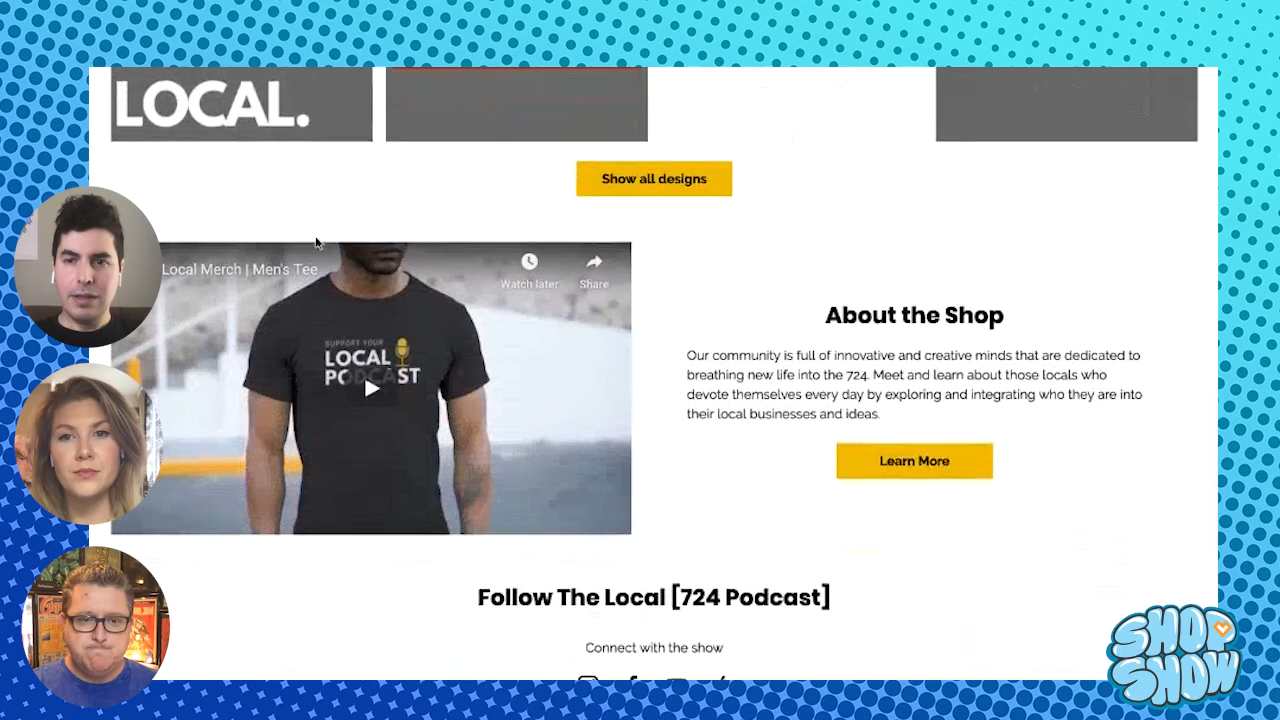 LOCAL.
Show all designs
Local Merch | Men's Tee
Watch later
Share
SUPPORT YOUR
LOCAL
PODCAST
About the Shop
Our community is full of innovative and creative minds that are dedicated to
breathing new life into the 724. Meet and learn about those locals who
devote themselves every day by exploring and integrating who they are into
their local businesses and ideas.
Learn More
Follow The Local [724 Podcast]
Connect with the show
SHOP
SHOW